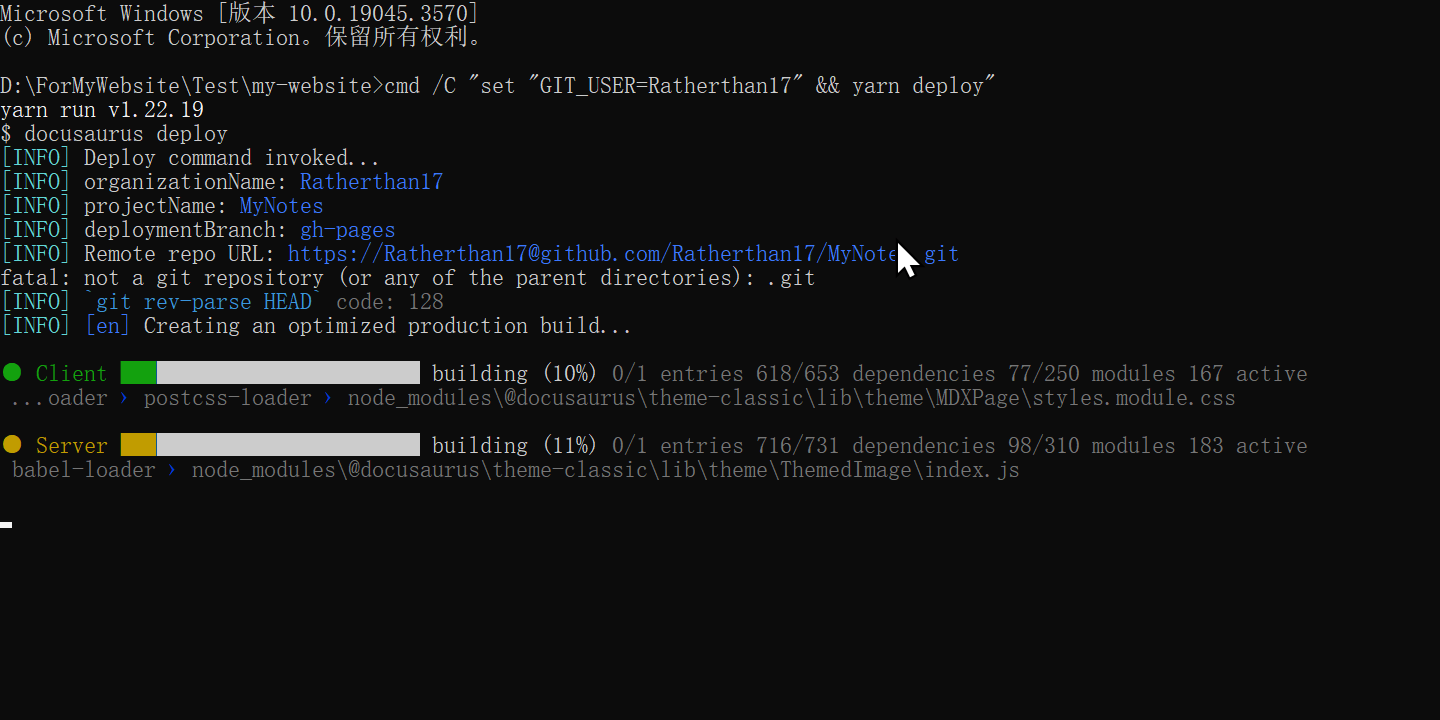 Microsoft Windows [版本 10.0.19045.3570]
(c) Microsoft Corporation。保留所有权利。
D:\ForMyWebsite\Test\my-website>cmd /C "set "GIT_USER=Ratherthan17" && yarn deploy"
yarn run v1.22.19
$ docusaurus deploy
[INFO] Deploy command invoked...
[INFO] organizationName: Ratherthan17
[INFO] projectName: MyNotes
[INFO] deploymentBranch: gh-pages
[INFO] Remote repo URL: https://Ratherthan17@github.com/Ratherthan17/MyNotes.git
fatal: not a git repository (or any of the parent directories): .git
[INFO] `git rev-parse HEAD` code: 128
[INFO] [en] Creating an optimized production build...
● Client building (10%) 0/1 entries 618/653 dependencies 77/250 modules 167 active
...oader › postcss-loader › node_modules\@docusaurus\theme-classic\lib\theme\MDXPage\styles.module.css
● Server building (11%) 0/1 entries 716/731 dependencies 98/310 modules 183 active
babel-loader › node_modules\@docusaurus\theme-classic\lib\theme\ThemedImage\index.js